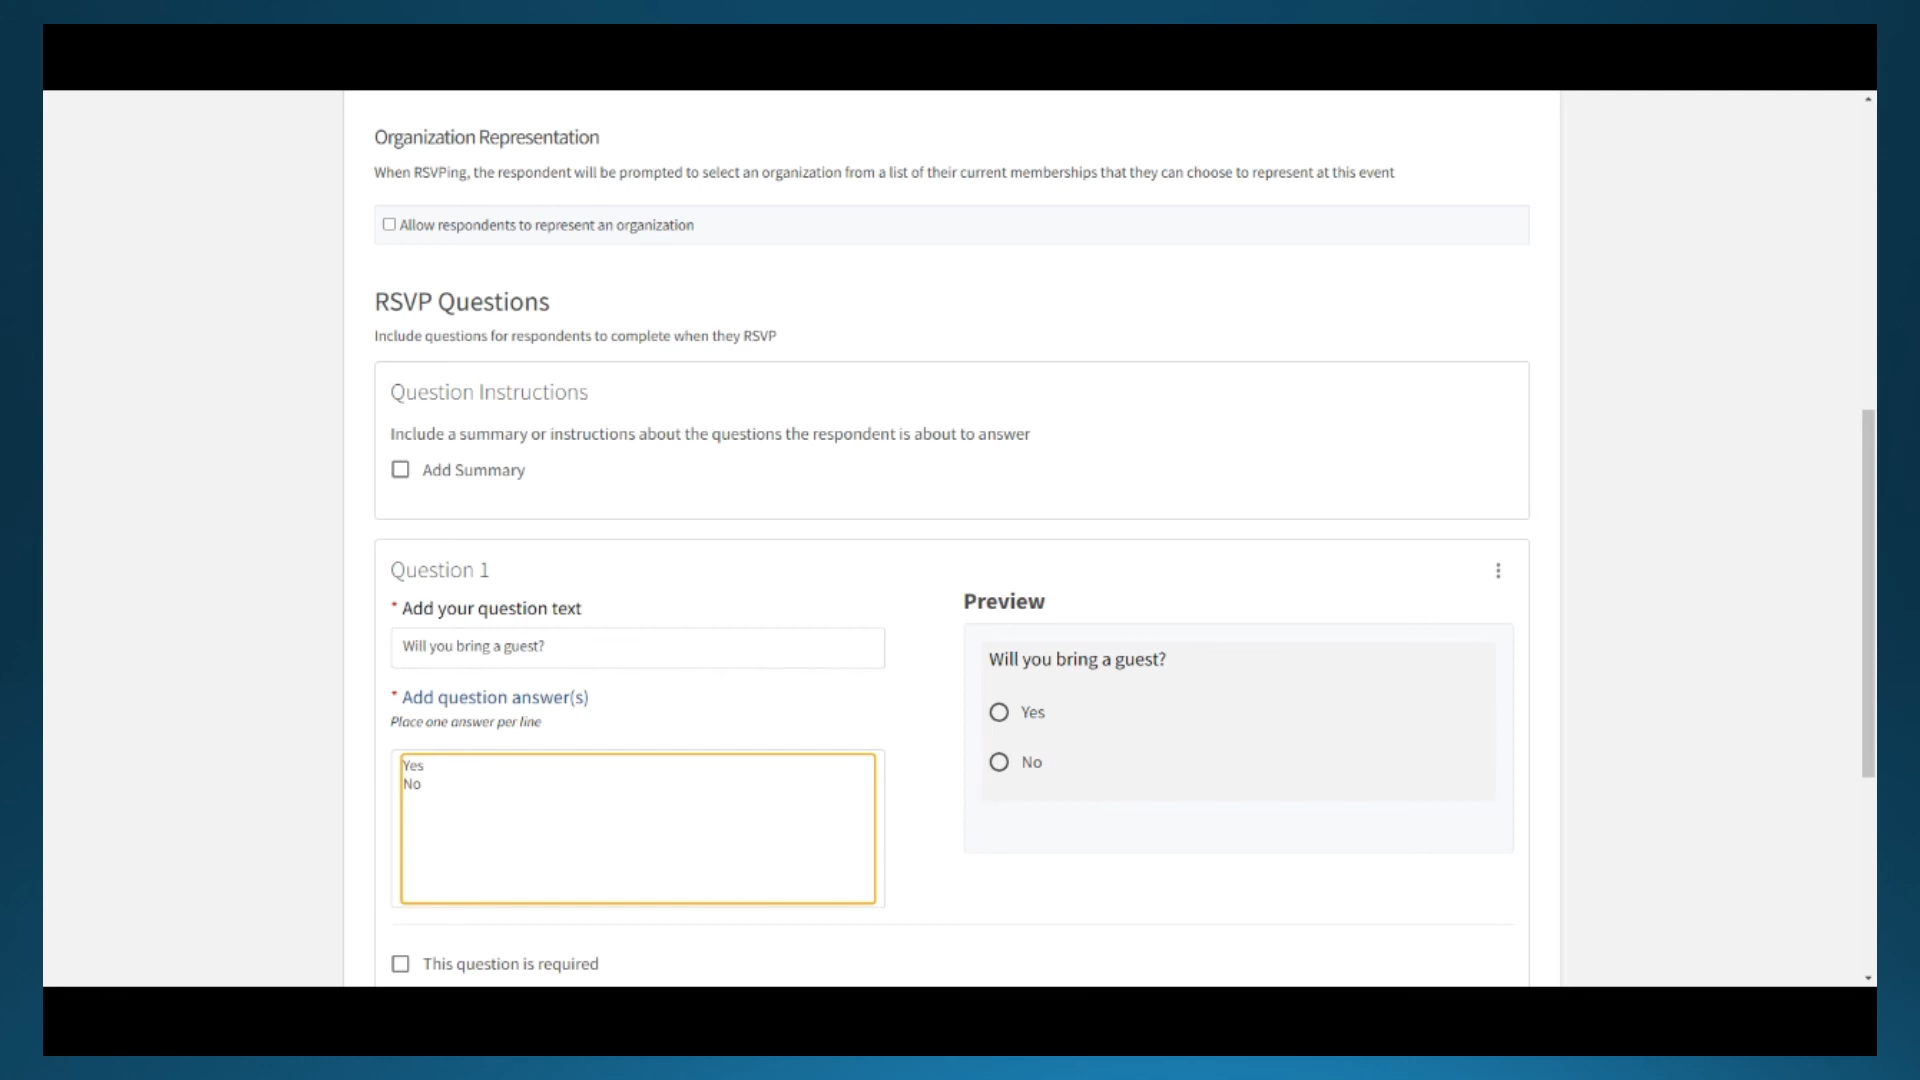 Organization Representation
When RSVPing, the respondent will be prompted to select an organization from a list of their current memberships that they can choose to represent at this event
Allow respondents to represent an organization
RSVP Questions
Include questions for respondents to complete when they RSVP
Question Instructions
Include a summary or instructions about the questions the respondent is about to answer
Add Summary
Question 1
* Add your question text
Will you bring a guest?
* Add question answer(s)
Place one answer per line
Yes
No
Preview
Will you bring a guest?
Yes
No
This question is required